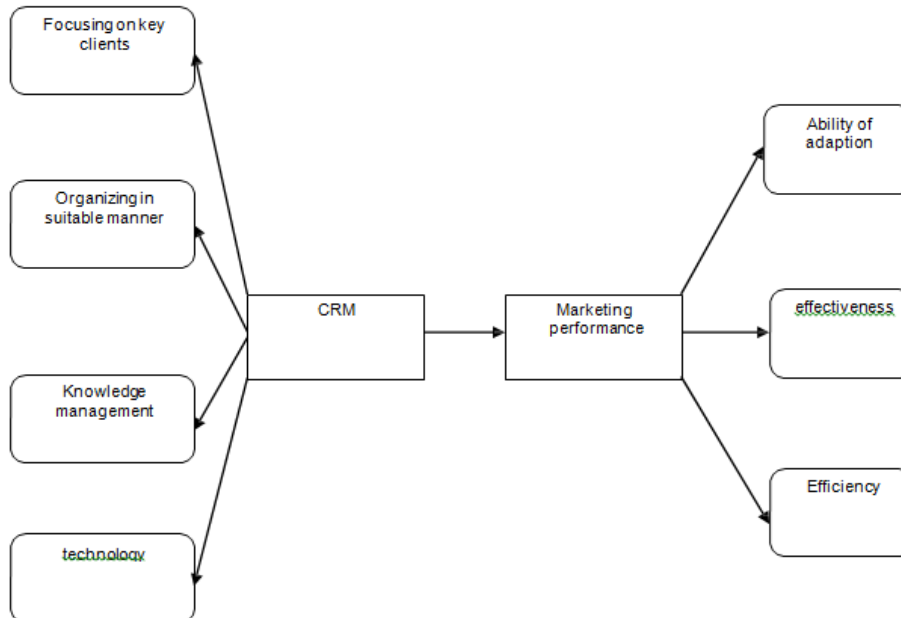 Focusing on key
clients
Organizing in
suitable manner
Knowledge
management
technology
CRM
Marketing
performance
Ability of
adaption
effectiveness
Efficiency